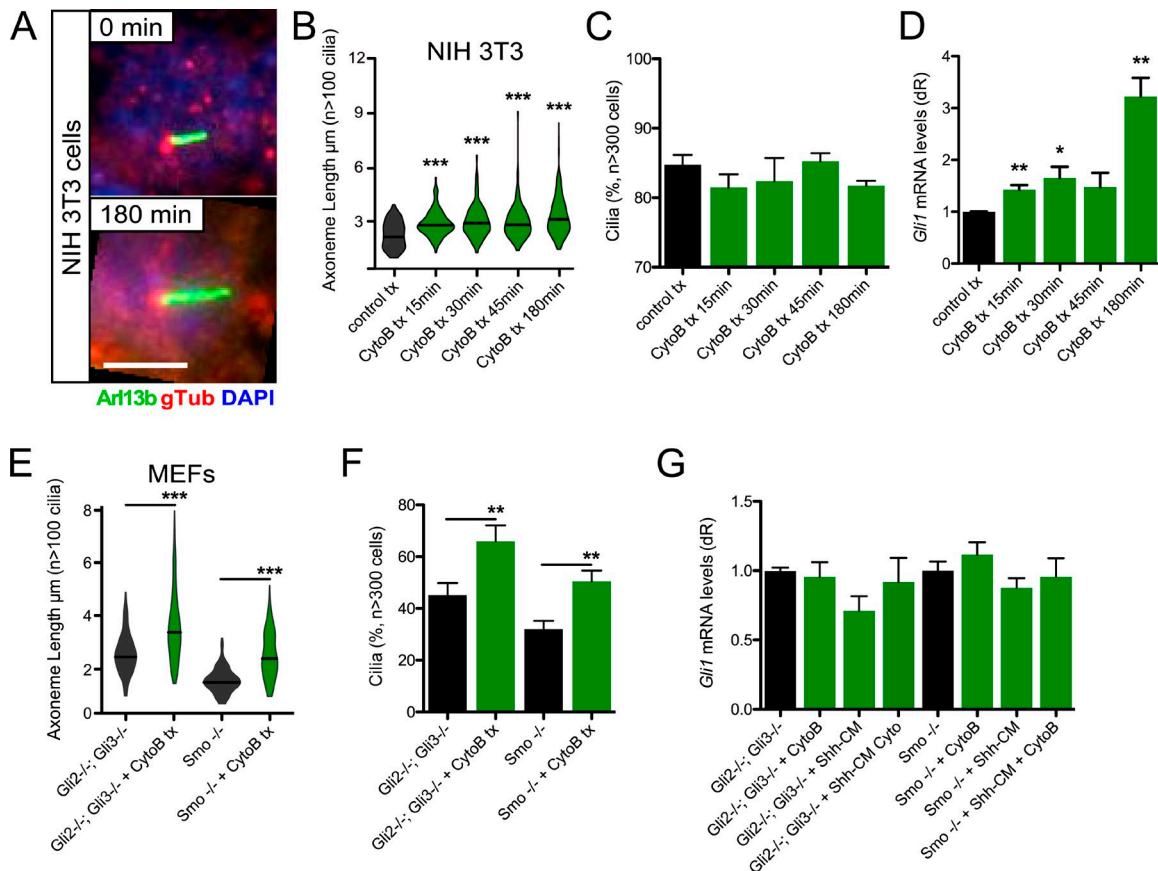 A
NIH 3T3 cells
0 min
180 min
Arl13b gTub DAPI
B
NIH 3T3
Axoneme Length µm (n>100 cilia)
12
9
6
3
***
***
***
***
control tx
CytoB tx 15min
CytoB tx 30min
CytoB tx 45min
CytoB tx 180min
C
Cilia (%, n>300 cells)
100
90
80
70
control tx
CytoB tx 15min
CytoB tx 30min
CytoB tx 45min
CytoB tx 180min
D
Gli1 mRNA levels (dR)
4
3
2
1
0
**
*
**
control tx
CytoB tx 15min
CytoB tx 30min
CytoB tx 45min
CytoB tx 180min
E
MEFs
Axoneme Length µm (n>100 cilia)
8
6
4
2
0
***
***
Gli2-/-; Gli3-/-
Gli2-/-; Gli3-/- + CytoB tx
Smo -/-
Smo -/- + CytoB tx
F
Cilia (%, n>300 cells)
80
60
40
20
0
**
**
Gli2-/-; Gli3-/-
Gli2-/-; Gli3-/- + CytoB tx
Smo -/-
Smo -/- + CytoB tx
G
Gli1 mRNA levels (dR)
1.5
1.0
0.5
0.0
Gli2-/-; Gli3-/-
Gli2-/-; Gli3-/- + CytoB
Gli2-/-; Gli3-/- + Shh-CM
Gli2-/-; Gli3-/- + Shh-CM Cyto
Smo -/-
Smo -/- + CytoB
Smo -/- + Shh-CM
Smo -/- + Shh-CM + CytoB